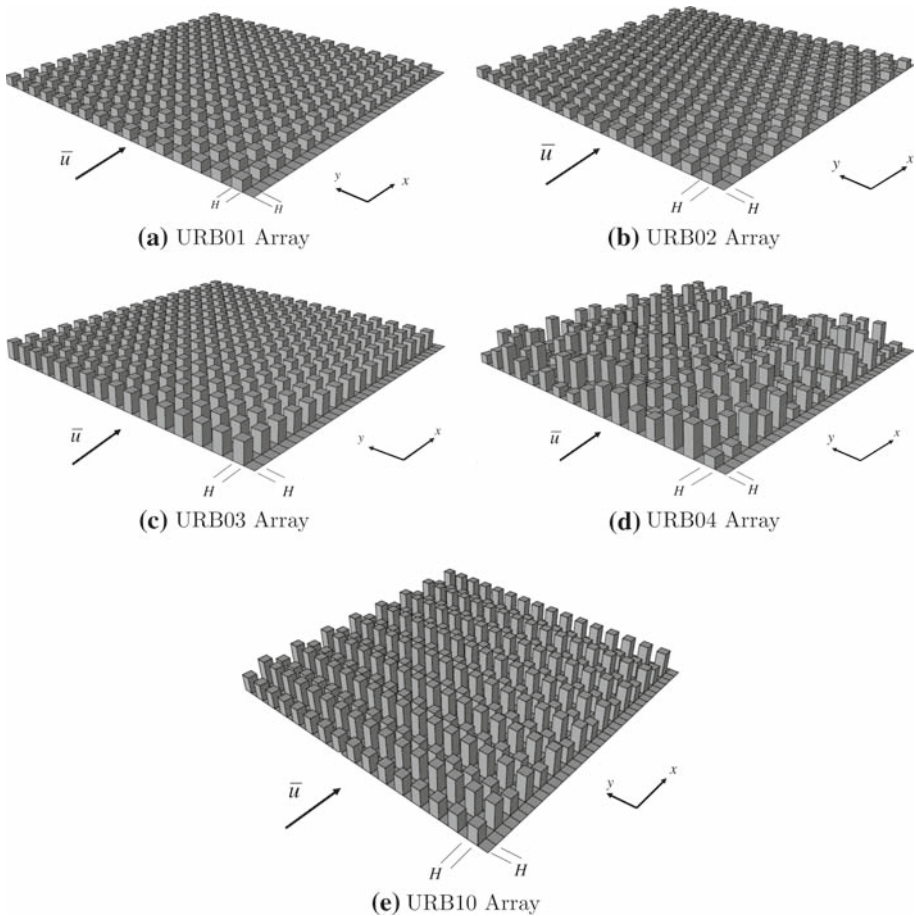 u̅
y
x
H
H
(a) URB01 Array
u̅
y
x
H
H
(b) URB02 Array
u̅
y
x
H
H
(c) URB03 Array
u̅
y
x
H
H
(d) URB04 Array
u̅
y
x
H
H
(e) URB10 Array